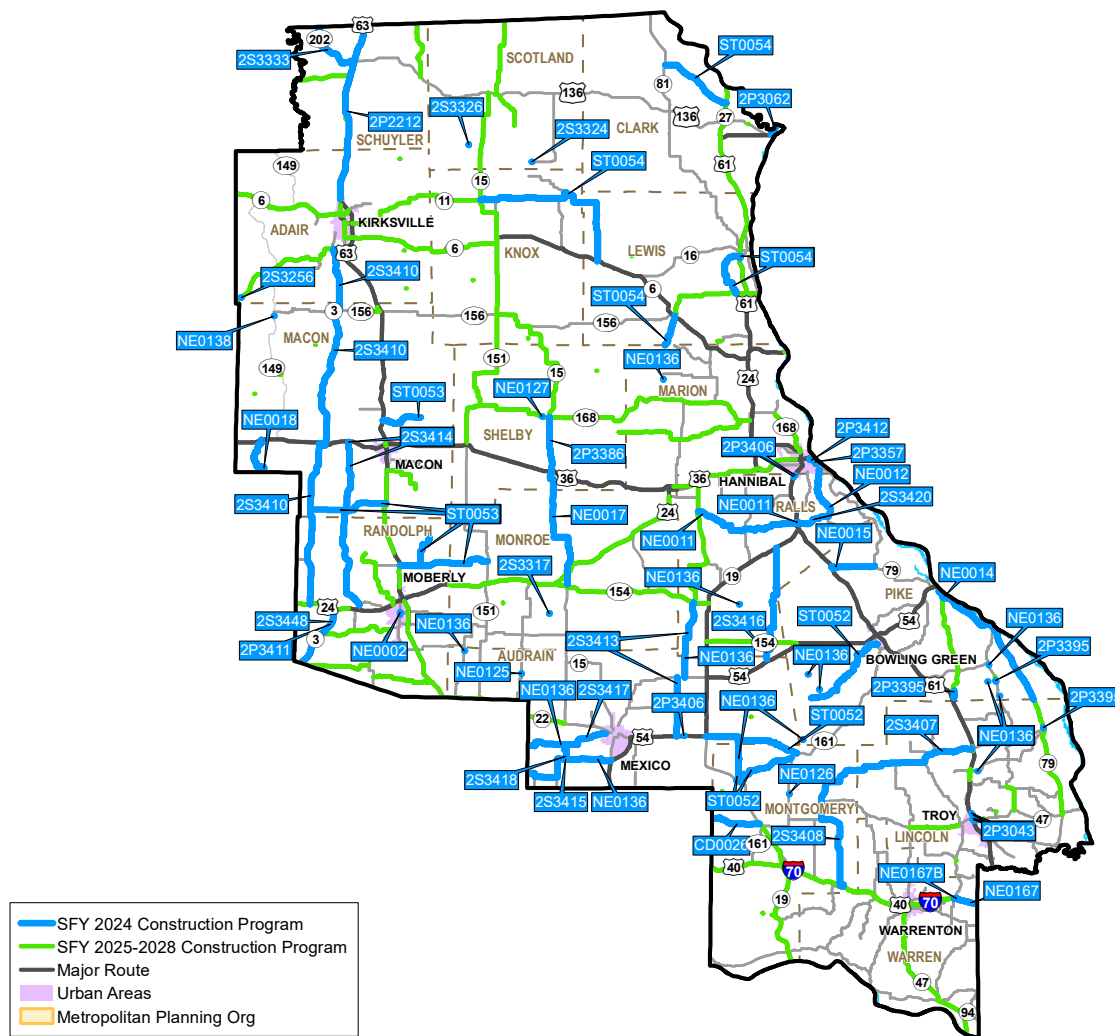 63
202
2S3333
SCOTLAND
ST0054
81
136
2P3062
136
2S3326
2P2212
2S3324
CLARK
27
SCHUYLER
ST0054
61
149
15
6
11
KIRKSVILLE
ADAIR
6
KNOX
LEWIS
16
63
2S3410
ST0054
2S3256
ST0054
6
61
3
156
156
156
NE0138
MACON
2S3410
151
NE0136
24
149
15
MARION
NE0127
ST0053
168
168
NE0018
SHELBY
2P3412
2S3414
2P3406
2P3357
MACON
2P3386
HANNIBAL
36
36
NE0012
2S3410
24
NE0011
RALLS
2S3420
ST0053
NE0017
RANDOLPH
MONROE
NE0011
NE0015
MOBERLY
2S3317
NE0136
19
79
NE0014
PIKE
154
24
151
ST0052
54
NE0136
2S3448
NE0136
2S3416
2P3411
3
2S3413
154
NE0136
2P3395
NE0002
AUDRAIN
NE0136
BOWLING GREEN
NE0125
15
54
2P3395
61
NE0136
2S3417
2P3406
NE0136
2P3395
22
ST0052
2S3407
NE0136
54
161
MEXICO
79
2S3418
NE0126
2S3415
NE0136
ST0052
MONTGOMERY
TROY
47
CD0026
2S3408
LINCOLN
2P3043
161
40
70
NE0167B
NE0167
19
40
70
WARRENTON
WARREN
47
94
SFY 2024 Construction Program
SFY 2025-2028 Construction Program
Major Route
Urban Areas
Metropolitan Planning Org